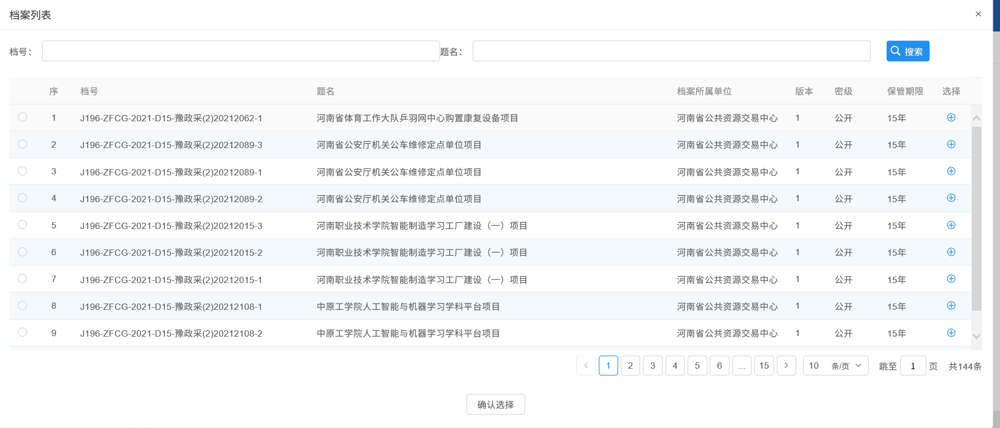 档案列表
档号： 题名： 搜索
序 档号 题名 档案所属单位 版本 密级 保管期限 选择
1 J196-ZFCG-2021-D15-豫政采(2)20212062-1 河南省体育工作大队乒羽网中心购置康复设备项目 河南省公共资源交易中心 1 公开 15年
2 J196-ZFCG-2021-D15-豫政采(2)20212089-3 河南省公安厅机关公车维修定点单位项目 河南省公共资源交易中心 1 公开 15年
3 J196-ZFCG-2021-D15-豫政采(2)20212089-1 河南省公安厅机关公车维修定点单位项目 河南省公共资源交易中心 1 公开 15年
4 J196-ZFCG-2021-D15-豫政采(2)20212089-2 河南省公安厅机关公车维修定点单位项目 河南省公共资源交易中心 1 公开 15年
5 J196-ZFCG-2021-D15-豫政采(2)20212015-3 河南职业技术学院智能制造学习工厂建设（一）项目 河南省公共资源交易中心 1 公开 15年
6 J196-ZFCG-2021-D15-豫政采(2)20212015-2 河南职业技术学院智能制造学习工厂建设（一）项目 河南省公共资源交易中心 1 公开 15年
7 J196-ZFCG-2021-D15-豫政采(2)20212015-1 河南职业技术学院智能制造学习工厂建设（一）项目 河南省公共资源交易中心 1 公开 15年
8 J196-ZFCG-2021-D15-豫政采(2)20212108-1 中原工学院人工智能与机器学习学科平台项目 河南省公共资源交易中心 1 公开 15年
9 J196-ZFCG-2021-D15-豫政采(2)20212108-2 中原工学院人工智能与机器学习学科平台项目 河南省公共资源交易中心 1 公开 15年
1 2 3 4 5 6 ... 15 10 条/页 跳至 1 页 共144条
确认选择